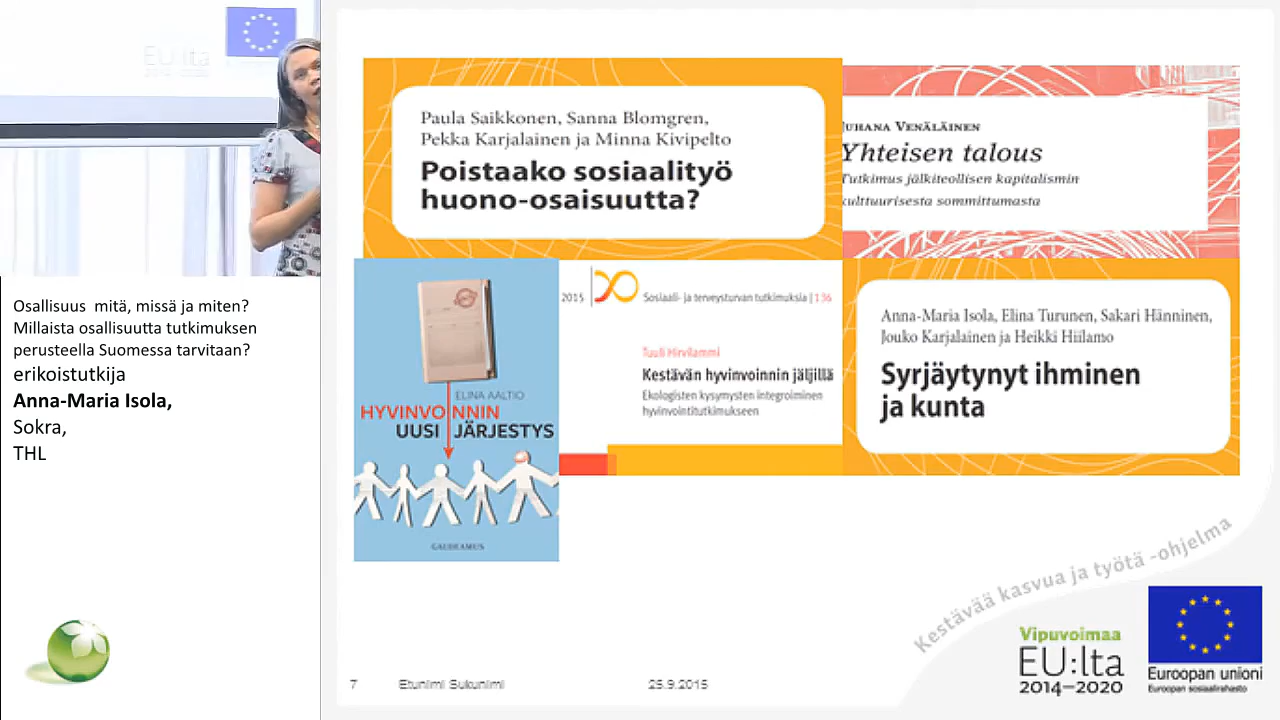 EU:lta
2014–2020
Osallisuus mitä, missä ja miten?
Millaista osallisuutta tutkimuksen
perusteella Suomessa tarvitaan?
erikoistutkija
Anna-Maria Isola,
Sokra,
THL
Paula Saikkonen, Sanna Blomgren,
Pekka Karjalainen ja Minna Kivipelto
Poistaako sosiaalityö
huono-osaisuutta?
JUHANA VENÄLÄINEN
Yhteisen talous
Tutkimus jälkiteollisen kapitalismin
kulttuurisesta sommittumasta
ELINA AALTIO
HYVINVOINNIN
UUSI JÄRJESTYS
GAUDEAMUS
2015
Sosiaali- ja terveysturvan tutkimuksia | 136
Tuuli Hirvilammi
Kestävän hyvinvoinnin jäljillä
Ekologisten kysymysten integroiminen
hyvinvointitutkimukseen
Anna-Maria Isola, Elina Turunen, Sakari Hänninen,
Jouko Karjalainen ja Heikki Hiilamo
Syrjäytynyt ihminen
ja kunta
Kestävää kasvua ja työtä -ohjelma
Vipuvoimaa
EU:lta
2014–2020
Euroopan unioni
Euroopan sosiaalirahasto
7
Etunimi Sukunimi
25.9.2015